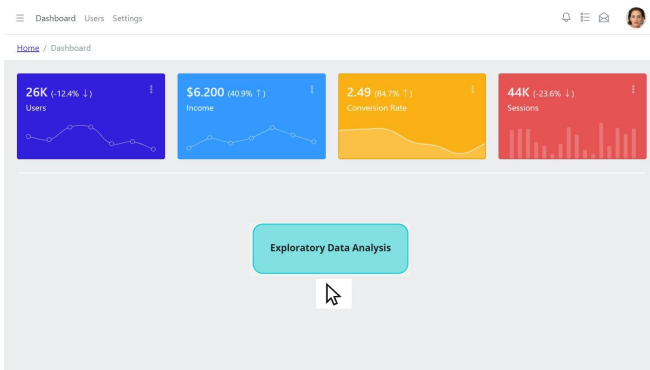 Dashboard Users Settings
Home / Dashboard
26K (-12.4% ↓)
Users
$6.200 (40.9% ↑)
Income
2.49 (84.7% ↑)
Conversion Rate
44K (-23.6% ↓)
Sessions
Exploratory Data Analysis